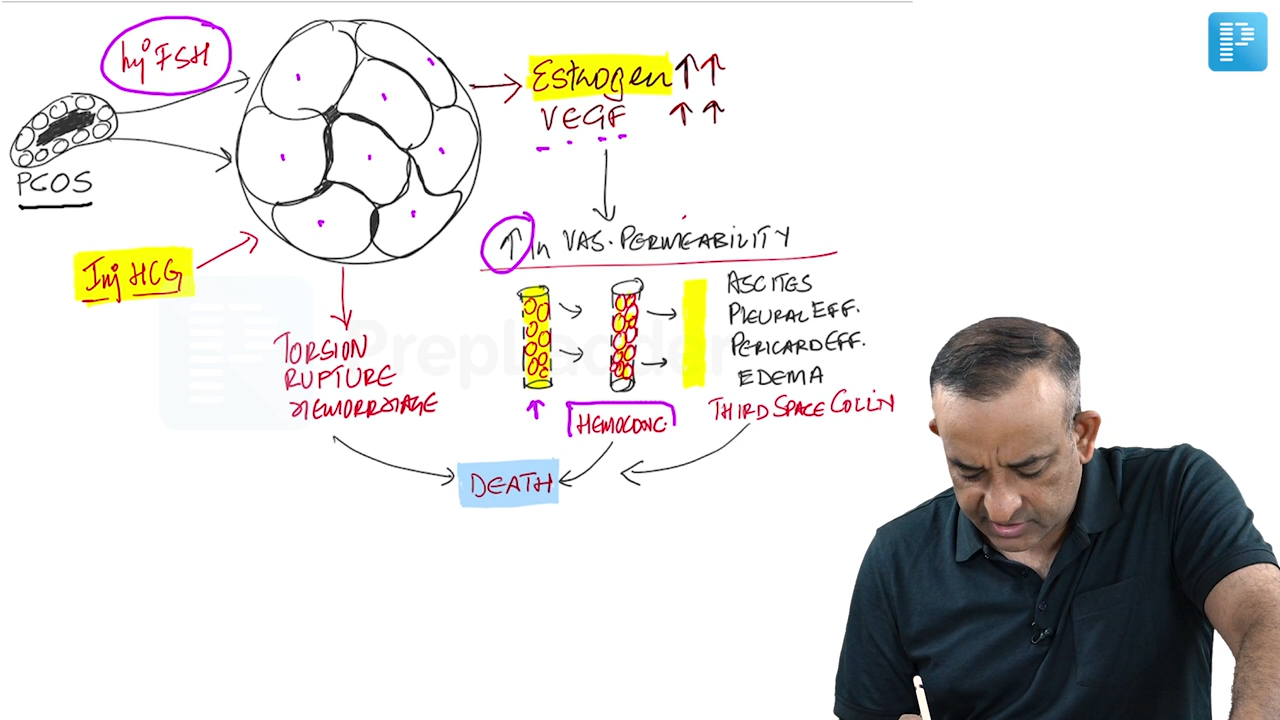 Inj FSH
PCOS
Inj HCG
Estrogen ↑↑
VEGF ↑↑
↑ In VAS. PERMEABILITY
TORSION
RUPTURE
HEMORRHAGE
↑
HEMOCONC.
ASCITES
PLEURAL EFF.
PERICARD EFF.
EDEMA
THIRD SPACE COLLN
DEATH
PrepLadder